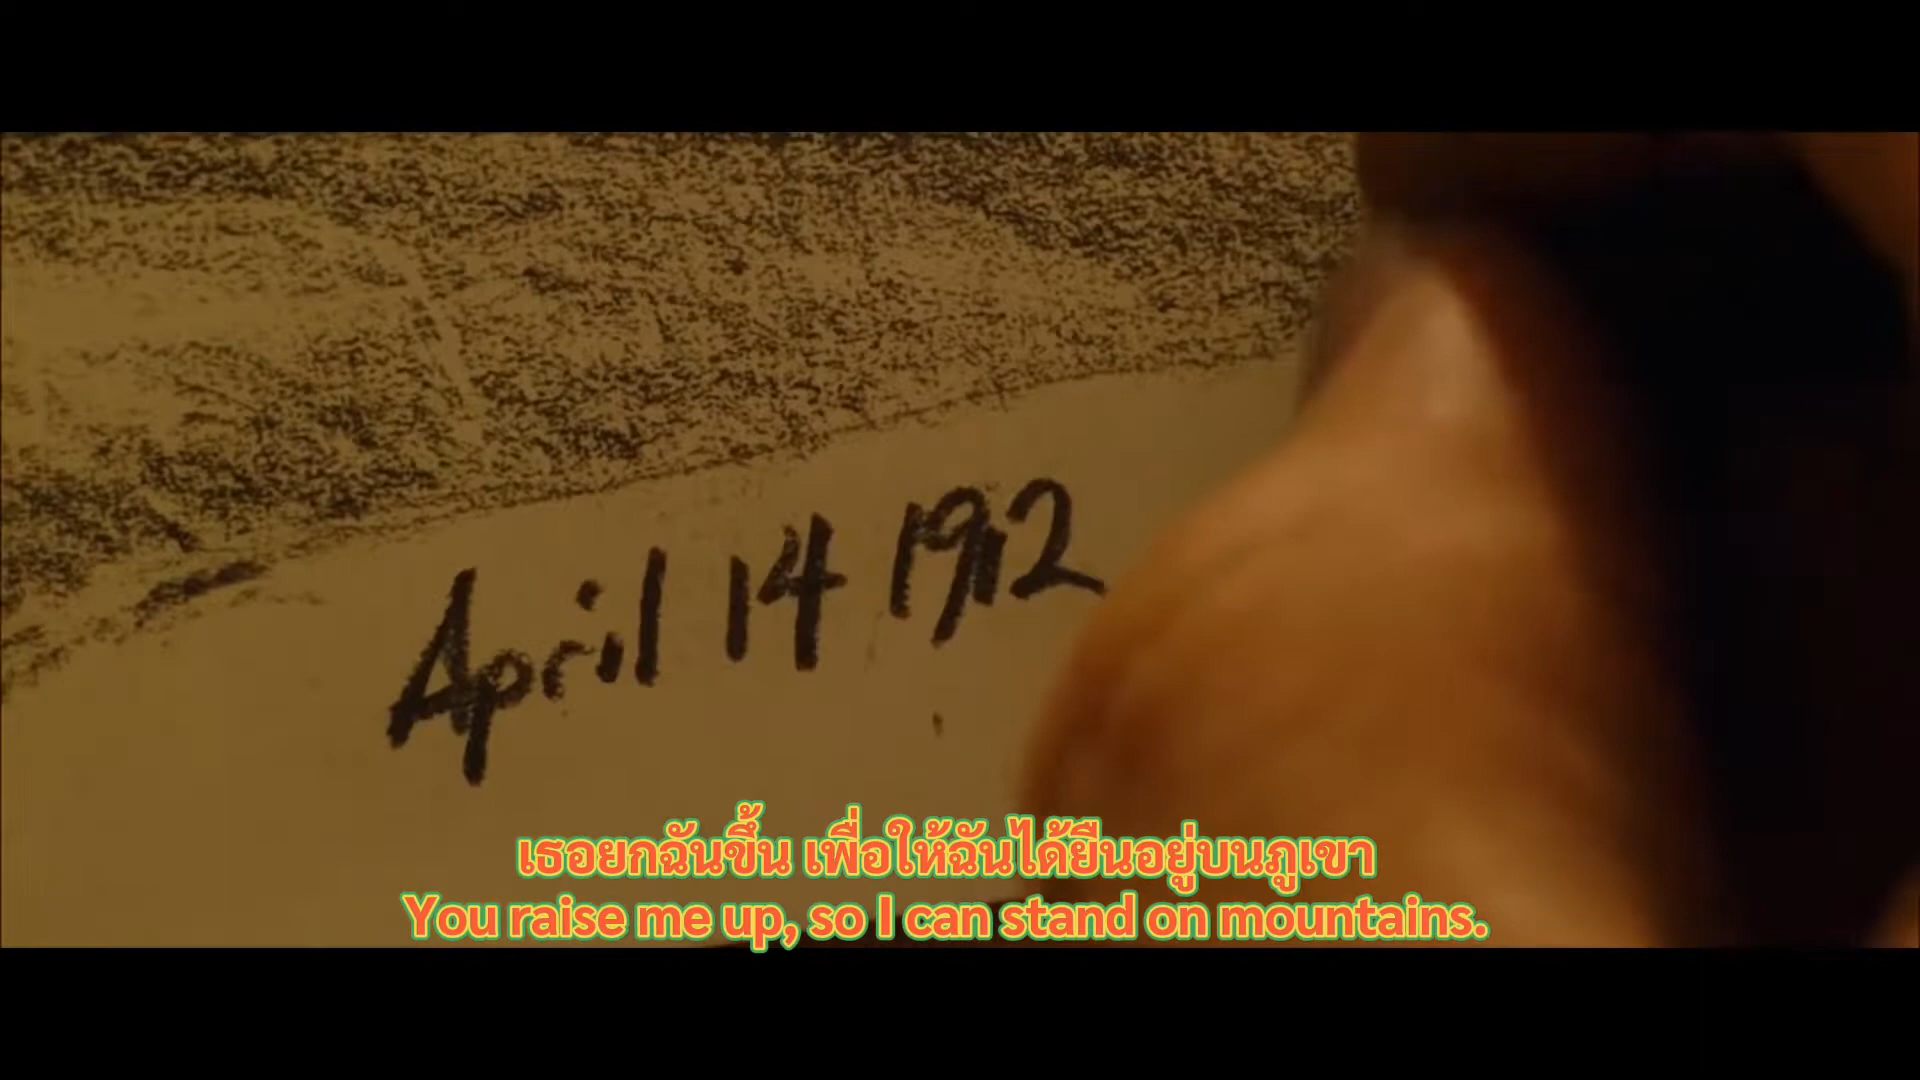 April 14 1912
เธอยกฉันขึ้น เพื่อให้ฉันได้ยืนอยู่บนภูเขา
You raise me up, so I can stand on mountains.